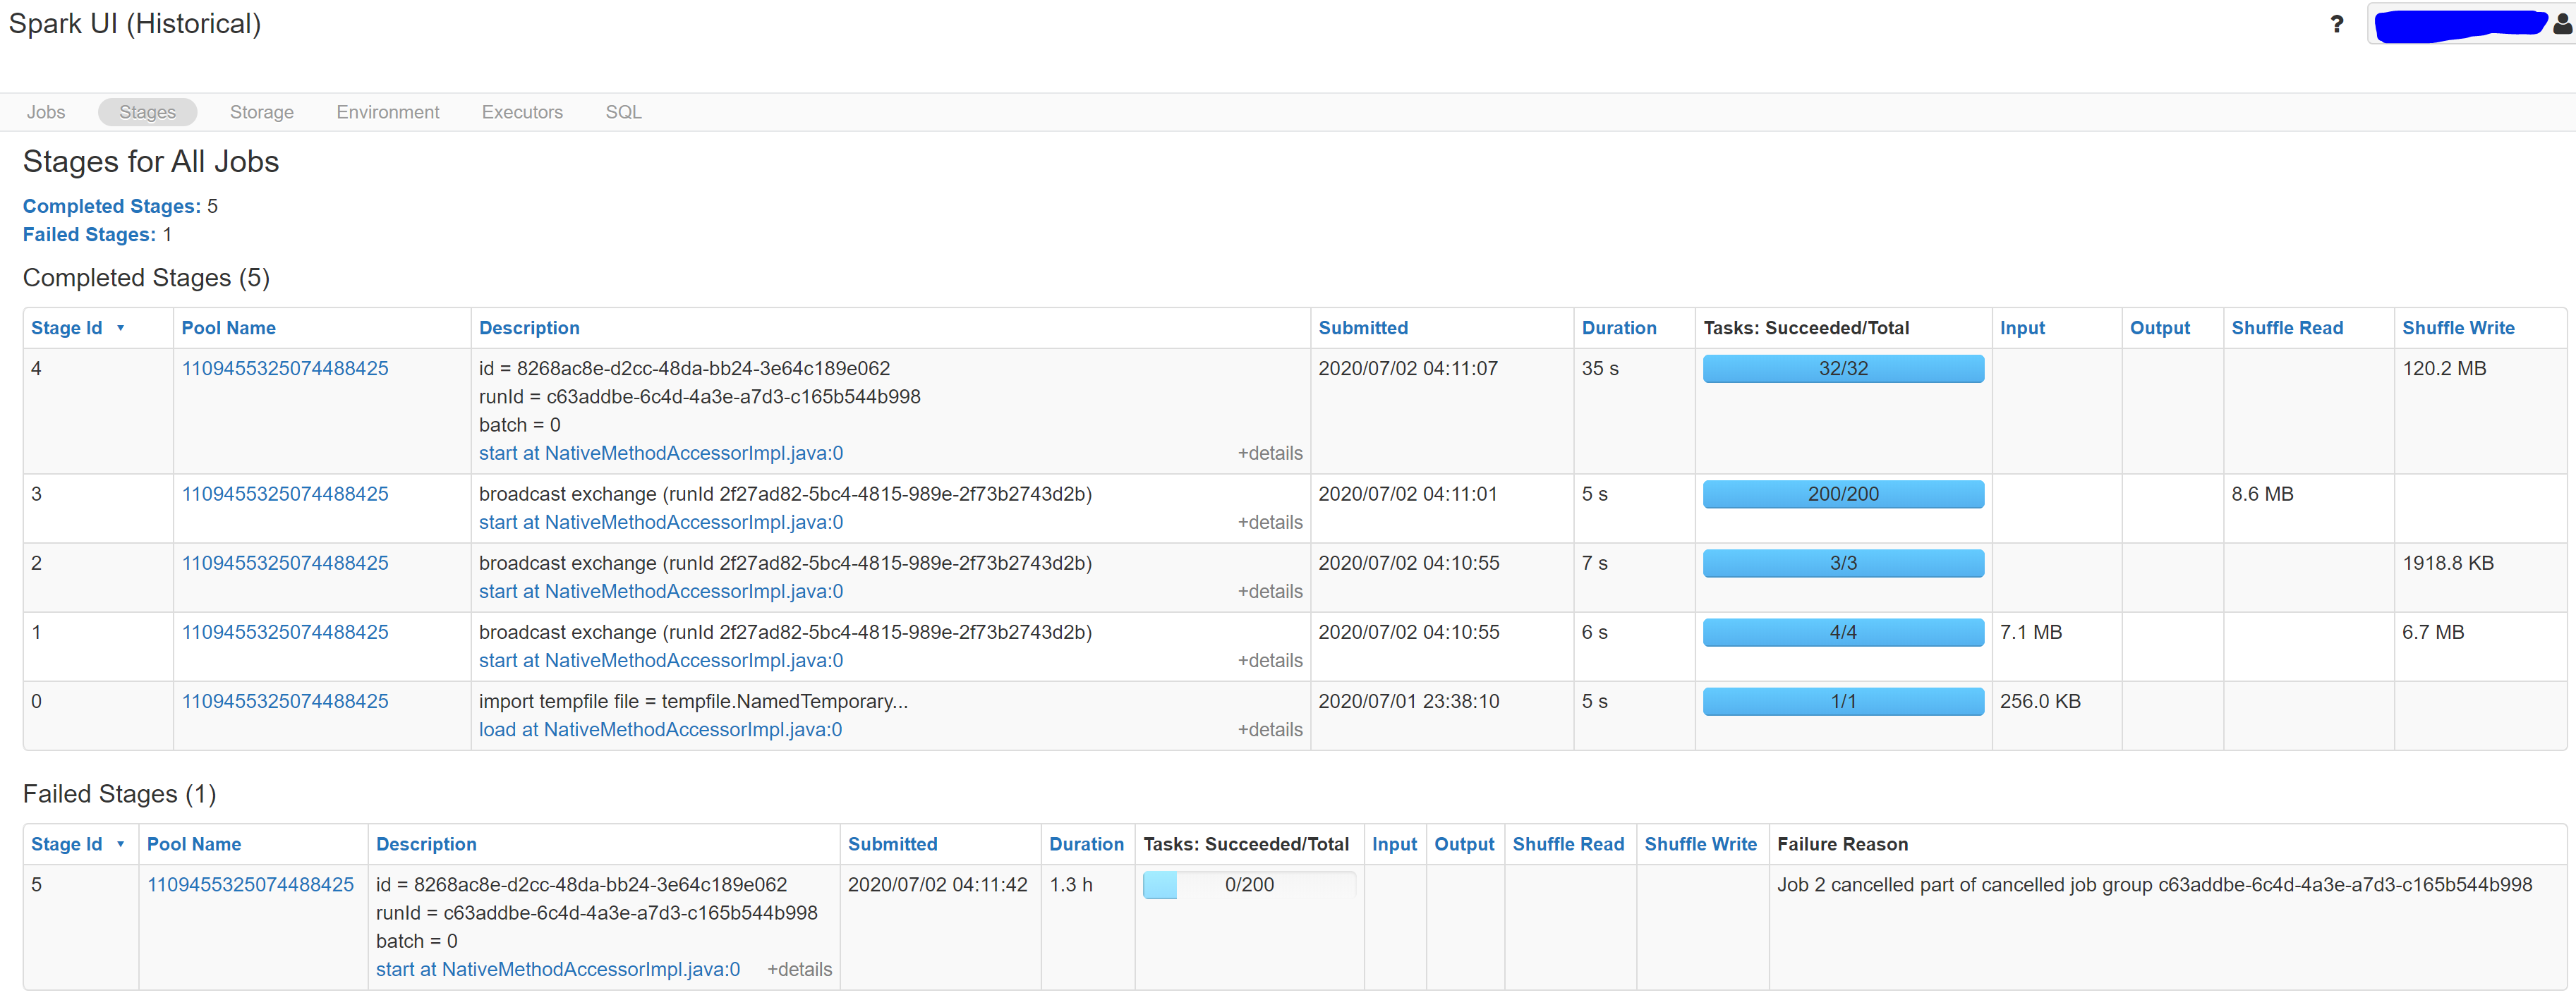 Spark UI (Historical)
?
Jobs Stages Storage Environment Executors SQL
Stages for All Jobs
Completed Stages: 5
Failed Stages: 1
Completed Stages (5)
Stage Id ▾ Pool Name Description Submitted Duration Tasks: Succeeded/Total Input Output Shuffle Read Shuffle Write
4 1109455325074488425 id = 8268ac8e-d2cc-48da-bb24-3e64c189e062 2020/07/02 04:11:07 35 s 32/32 120.2 MB
runId = c63addbe-6c4d-4a3e-a7d3-c165b544b998
batch = 0
start at NativeMethodAccessorImpl.java:0 +details
3 1109455325074488425 broadcast exchange (runId 2f27ad82-5bc4-4815-989e-2f73b2743d2b) 2020/07/02 04:11:01 5 s 200/200 8.6 MB
start at NativeMethodAccessorImpl.java:0 +details
2 1109455325074488425 broadcast exchange (runId 2f27ad82-5bc4-4815-989e-2f73b2743d2b) 2020/07/02 04:10:55 7 s 3/3 1918.8 KB
start at NativeMethodAccessorImpl.java:0 +details
1 1109455325074488425 broadcast exchange (runId 2f27ad82-5bc4-4815-989e-2f73b2743d2b) 2020/07/02 04:10:55 6 s 4/4 7.1 MB 6.7 MB
start at NativeMethodAccessorImpl.java:0 +details
0 1109455325074488425 import tempfile file = tempfile.NamedTemporary... 2020/07/01 23:38:10 5 s 1/1 256.0 KB
load at NativeMethodAccessorImpl.java:0 +details
Failed Stages (1)
Stage Id ▾ Pool Name Description Submitted Duration Tasks: Succeeded/Total Input Output Shuffle Read Shuffle Write Failure Reason
5 1109455325074488425 id = 8268ac8e-d2cc-48da-bb24-3e64c189e062 2020/07/02 04:11:42 1.3 h 0/200 Job 2 cancelled part of cancelled job group c63addbe-6c4d-4a3e-a7d3-c165b544b998
runId = c63addbe-6c4d-4a3e-a7d3-c165b544b998
batch = 0
start at NativeMethodAccessorImpl.java:0 +details